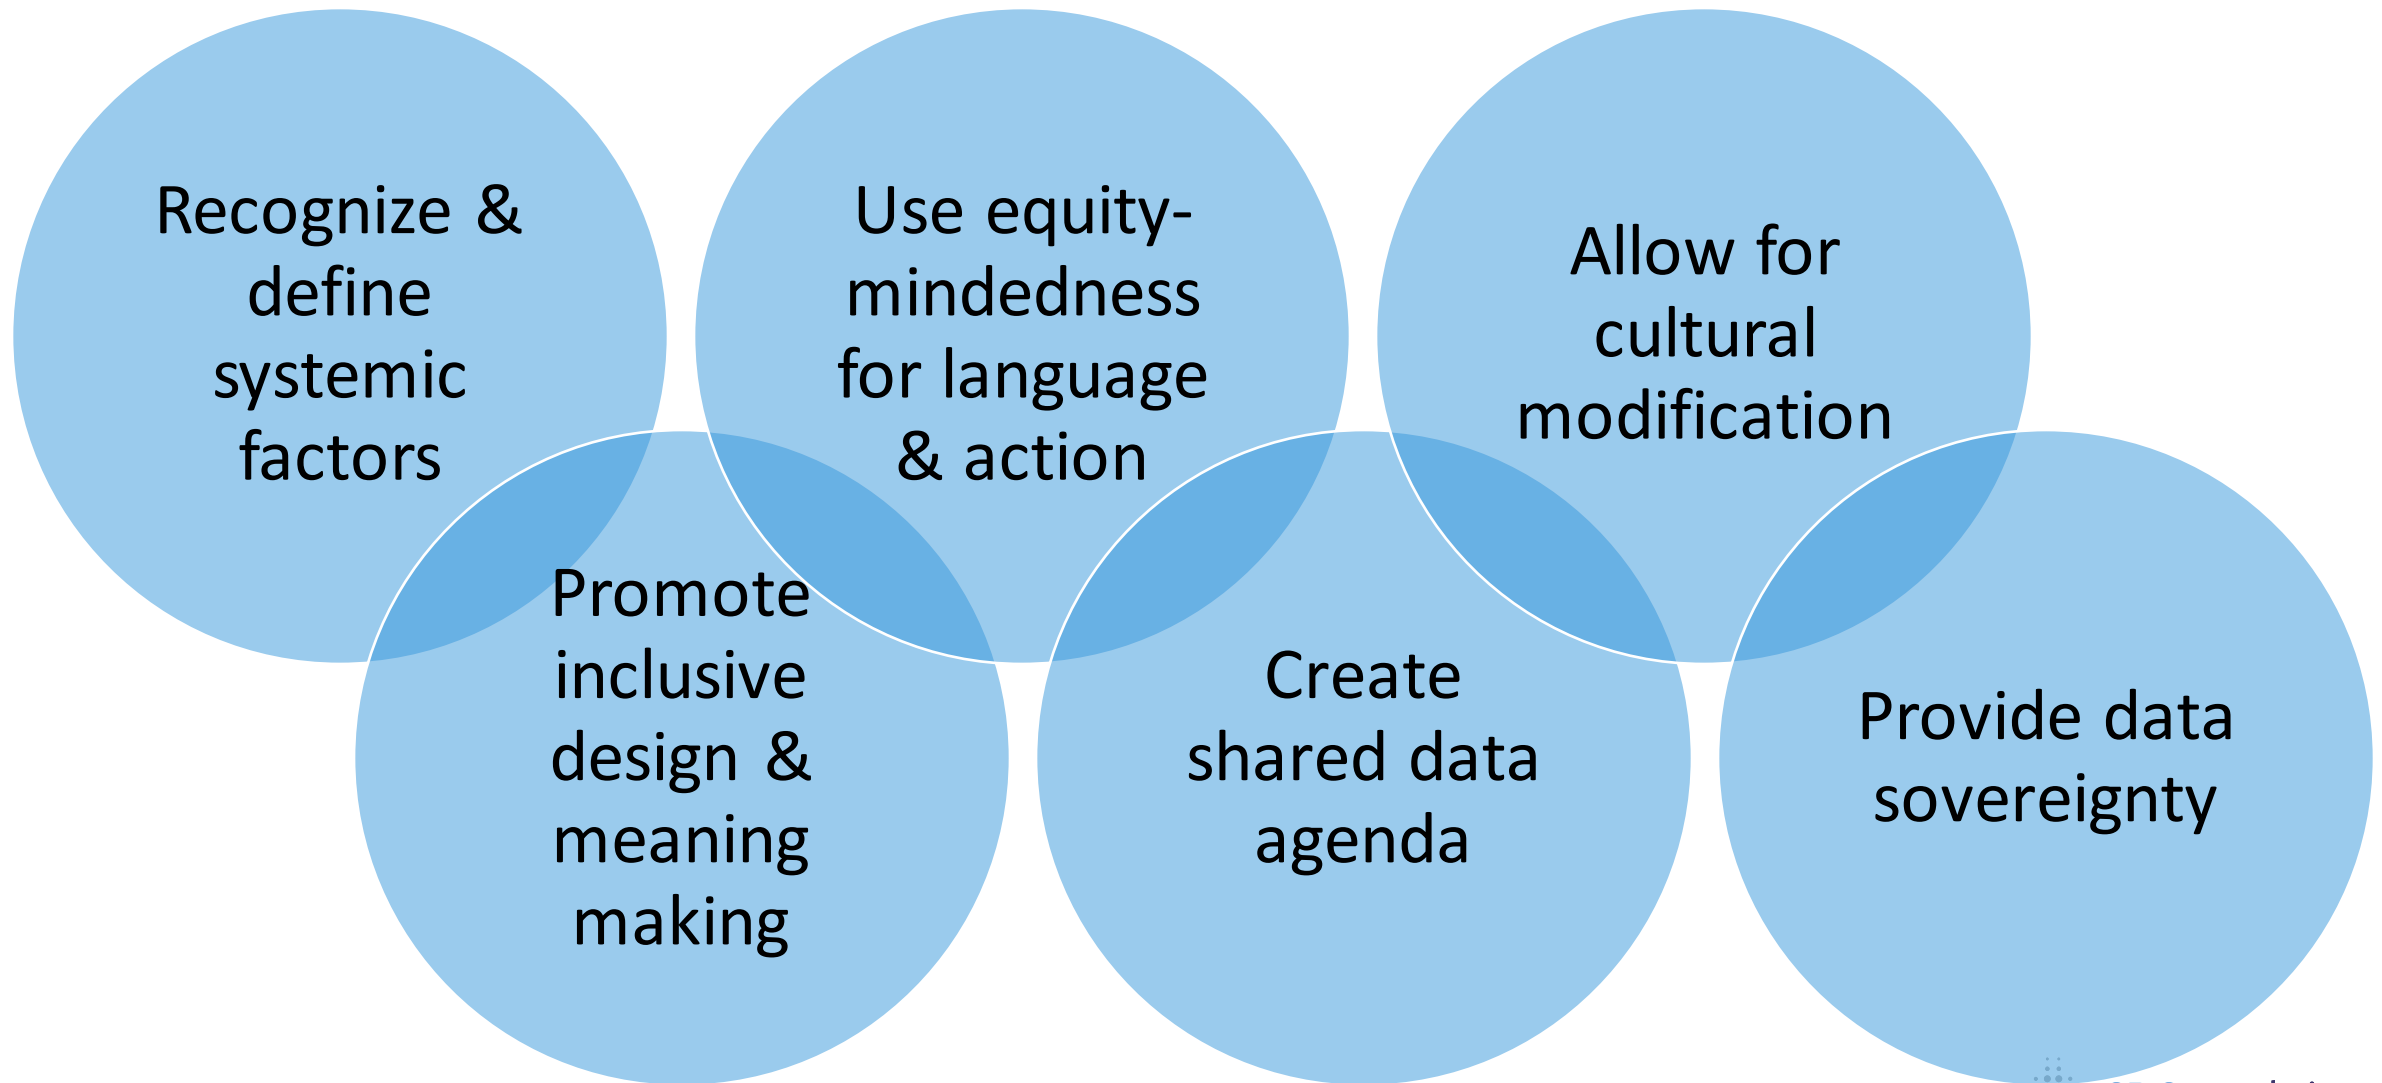 Recognize &
define
systemic
factors
Promote
inclusive
design &
meaning
making
Use equity-
mindedness
for language
& action
Create
shared data
agenda
Allow for
cultural
modification
Provide data
sovereignty